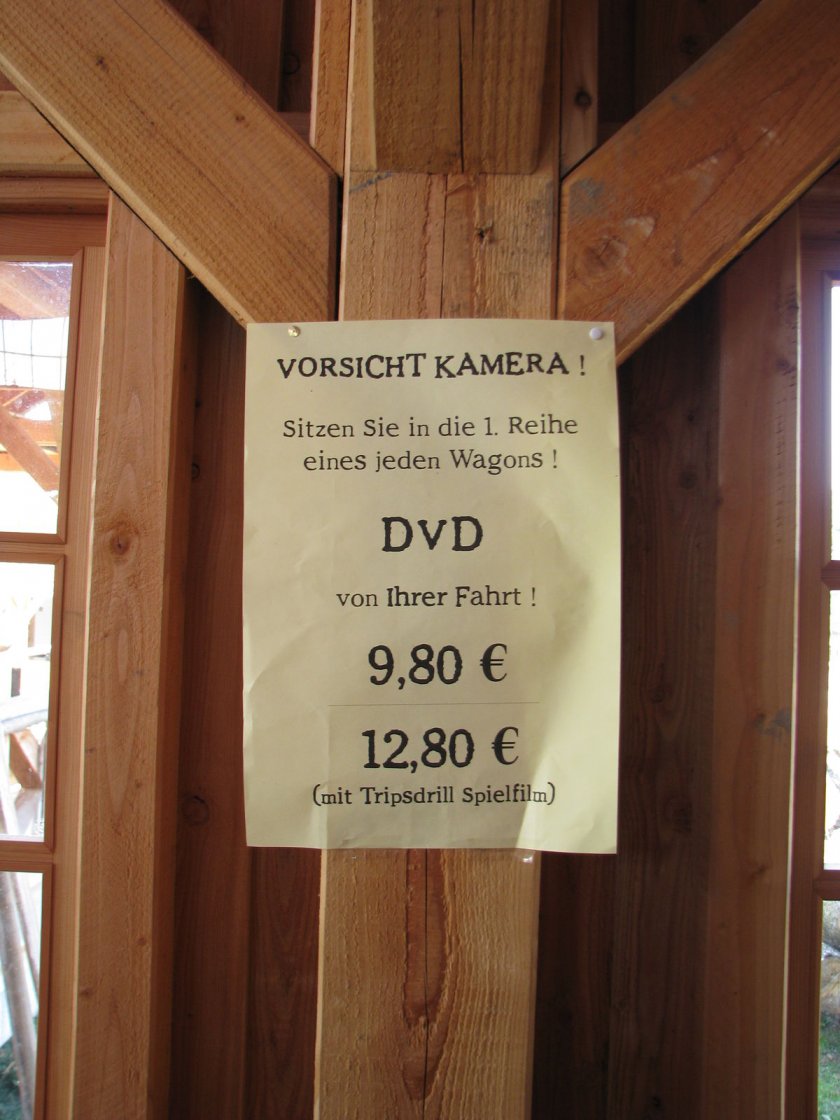 VORSICHT KAMERA !
Sitzen Sie in die 1. Reihe
eines jeden Wagons !
DVD
von Ihrer Fahrt !
9,80 €
12,80 €
(mit Tripsdrill Spielfilm)